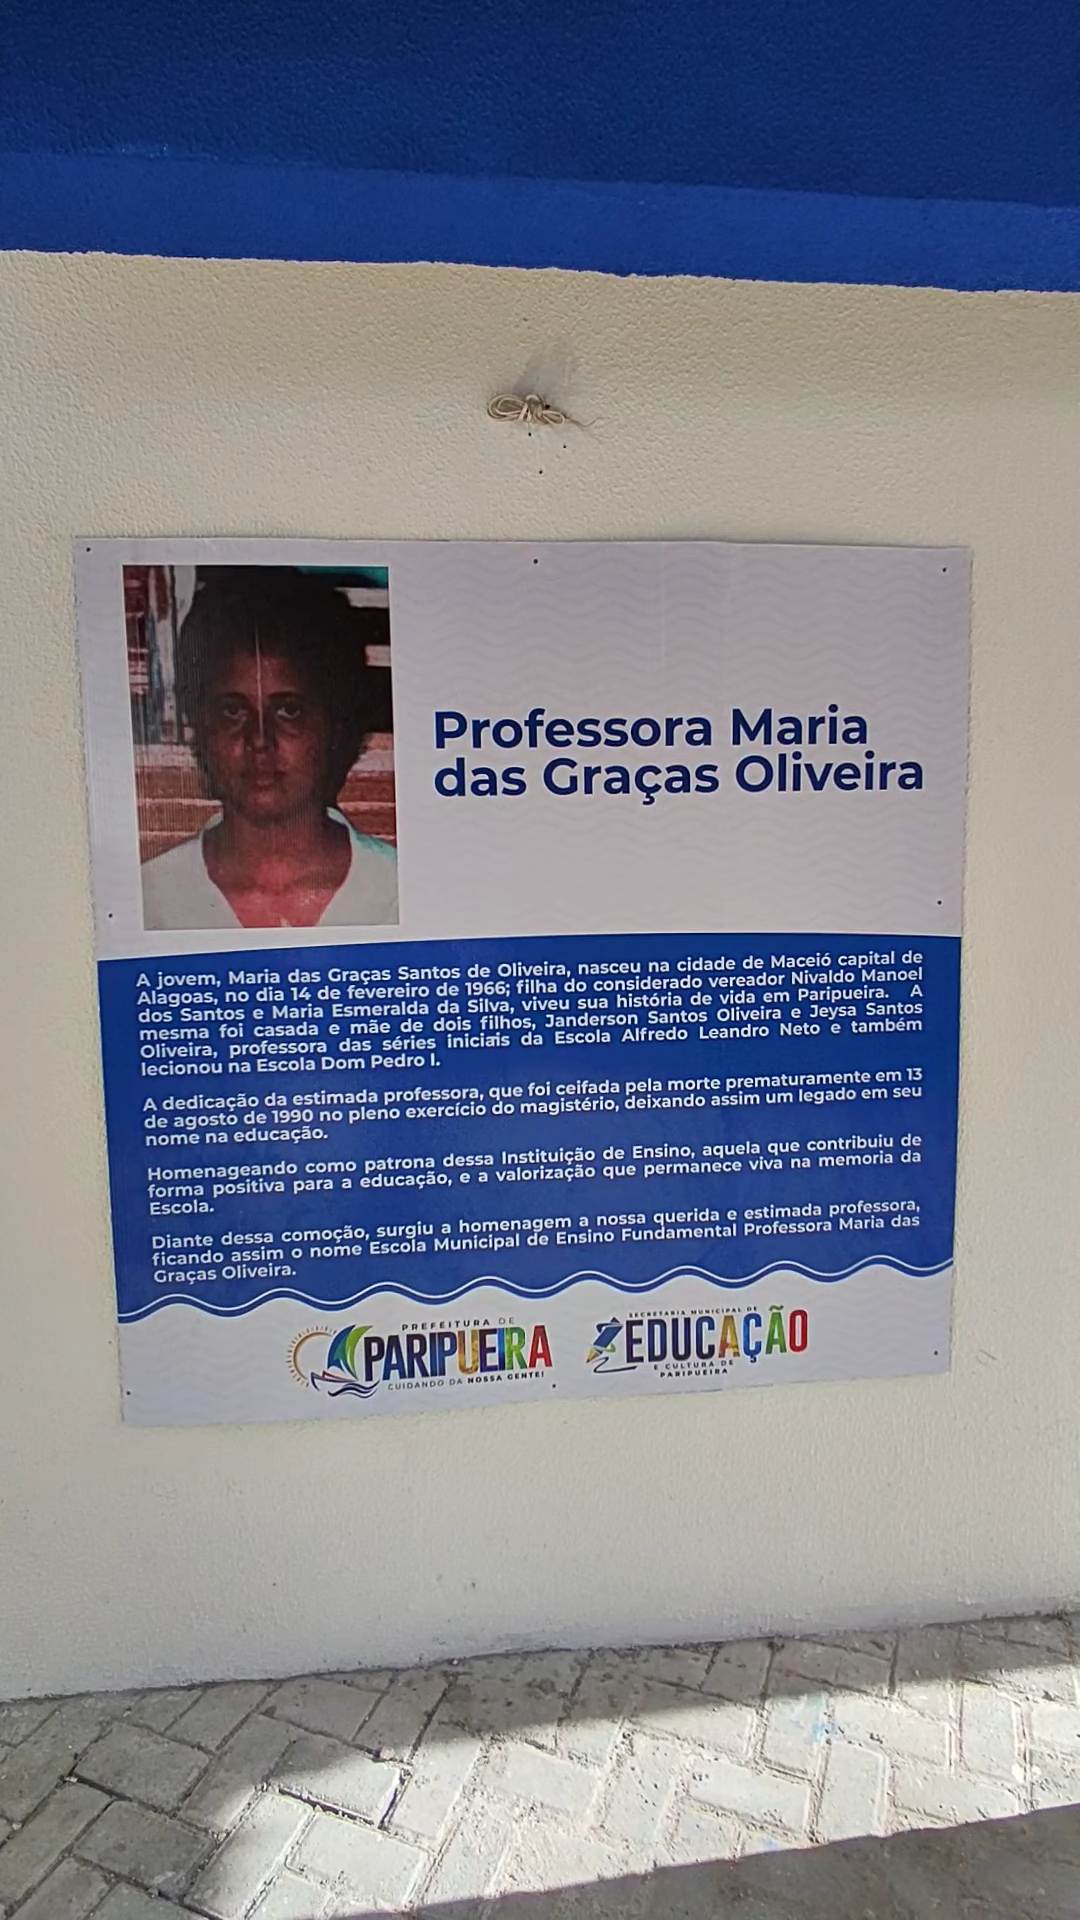 Professora Maria
das Graças Oliveira
A jovem, Maria das Graças Santos de Oliveira, nasceu na cidade de Maceió capital de
Alagoas, no dia 14 de fevereiro de 1966; filha do considerado vereador Nivaldo Manoel
dos Santos e Maria Esmeralda da Silva, viveu sua história de vida em Paripueira. A
mesma foi casada e mãe de dois filhos, Janderson Santos Oliveira e Jeysa Santos
Oliveira, professora das séries iniciais da Escola Alfredo Leandro Neto e também
lecionou na Escola Dom Pedro I.
A dedicação da estimada professora, que foi ceifada pela morte prematuramente em 13
de agosto de 1990 no pleno exercício do magistério, deixando assim um legado em seu
nome na educação.
Homenageando como patrona dessa Instituição de Ensino, aquela que contribuiu de
forma positiva para a educação, e a valorização que permanece viva na memoria da
Escola.
Diante dessa comoção, surgiu a homenagem a nossa querida e estimada professora,
ficando assim o nome Escola Municipal de Ensino Fundamental Professora Maria das
Graças Oliveira.
PREFEITURA DE
PARIPUEIRA
CUIDANDO DA NOSSA GENTE!
SECRETARIA MUNICIPAL DE
EDUCAÇÃO
E CULTURA DE
PARIPUEIRA